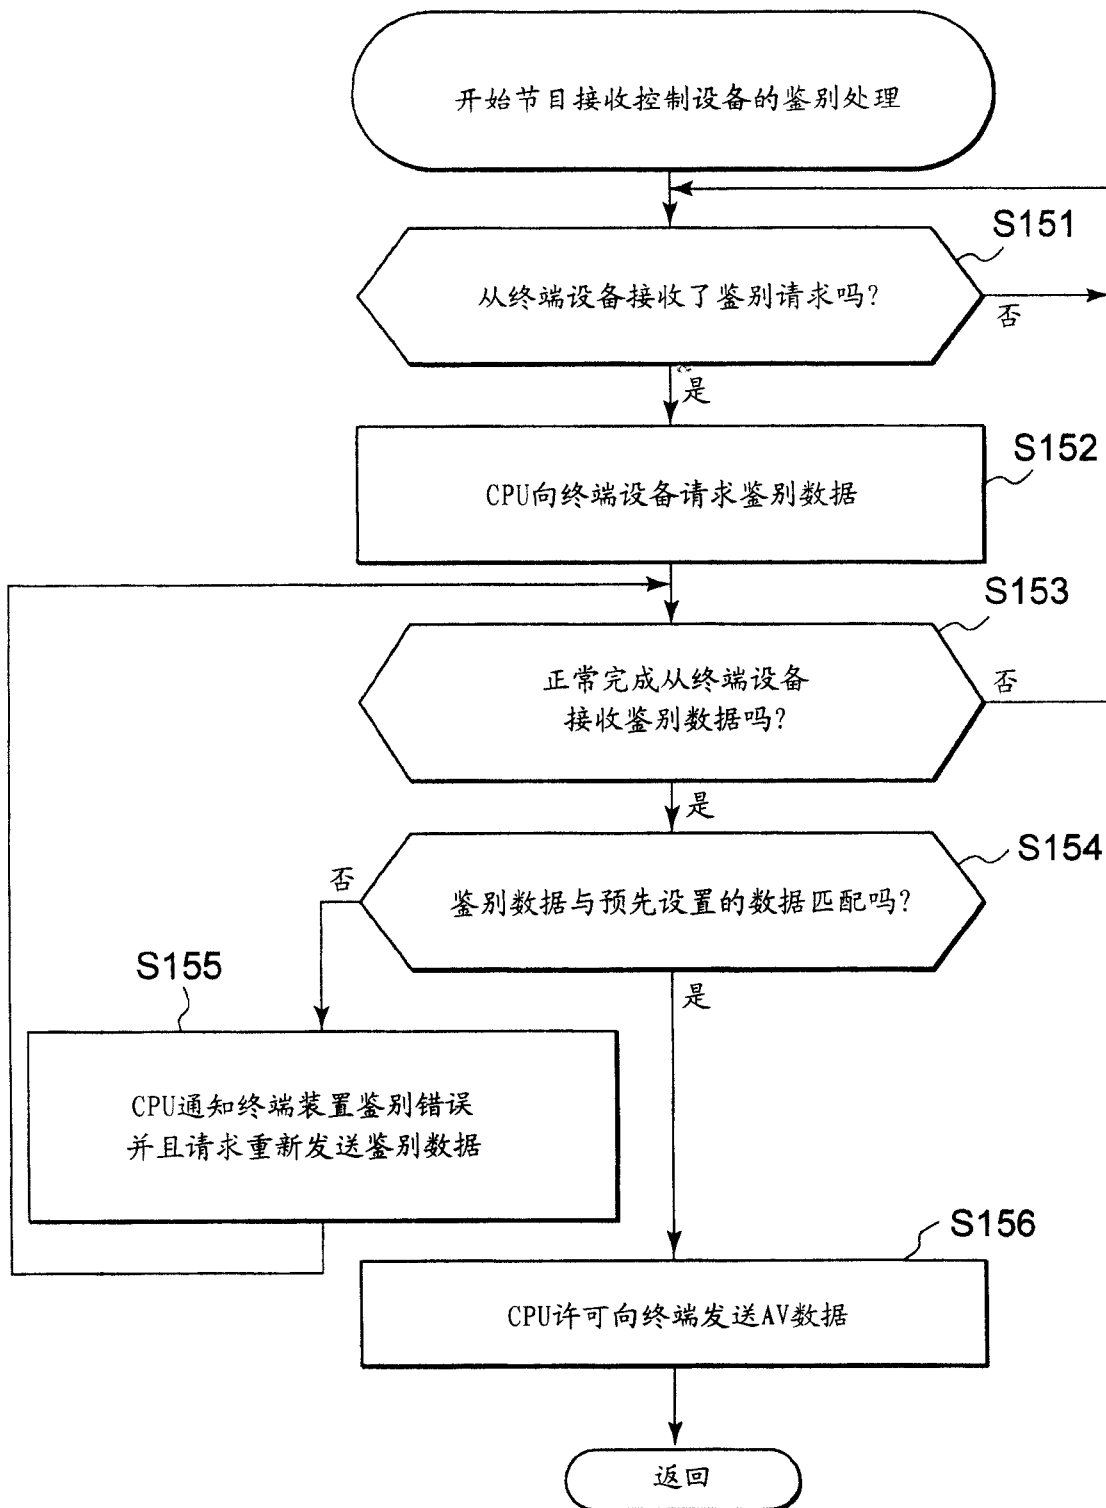 开始节目接收控制设备的鉴别处理
S151
从终端设备接收了鉴别请求吗?
否
是
S152
CPU向终端设备请求鉴别数据
S153
正常完成从终端设备
接收鉴别数据吗?
否
是
S154
鉴别数据与预先设置的数据匹配吗?
否
是
S155
CPU通知终端装置鉴别错误
并且请求重新发送鉴别数据
S156
CPU许可向终端发送AV数据
返回